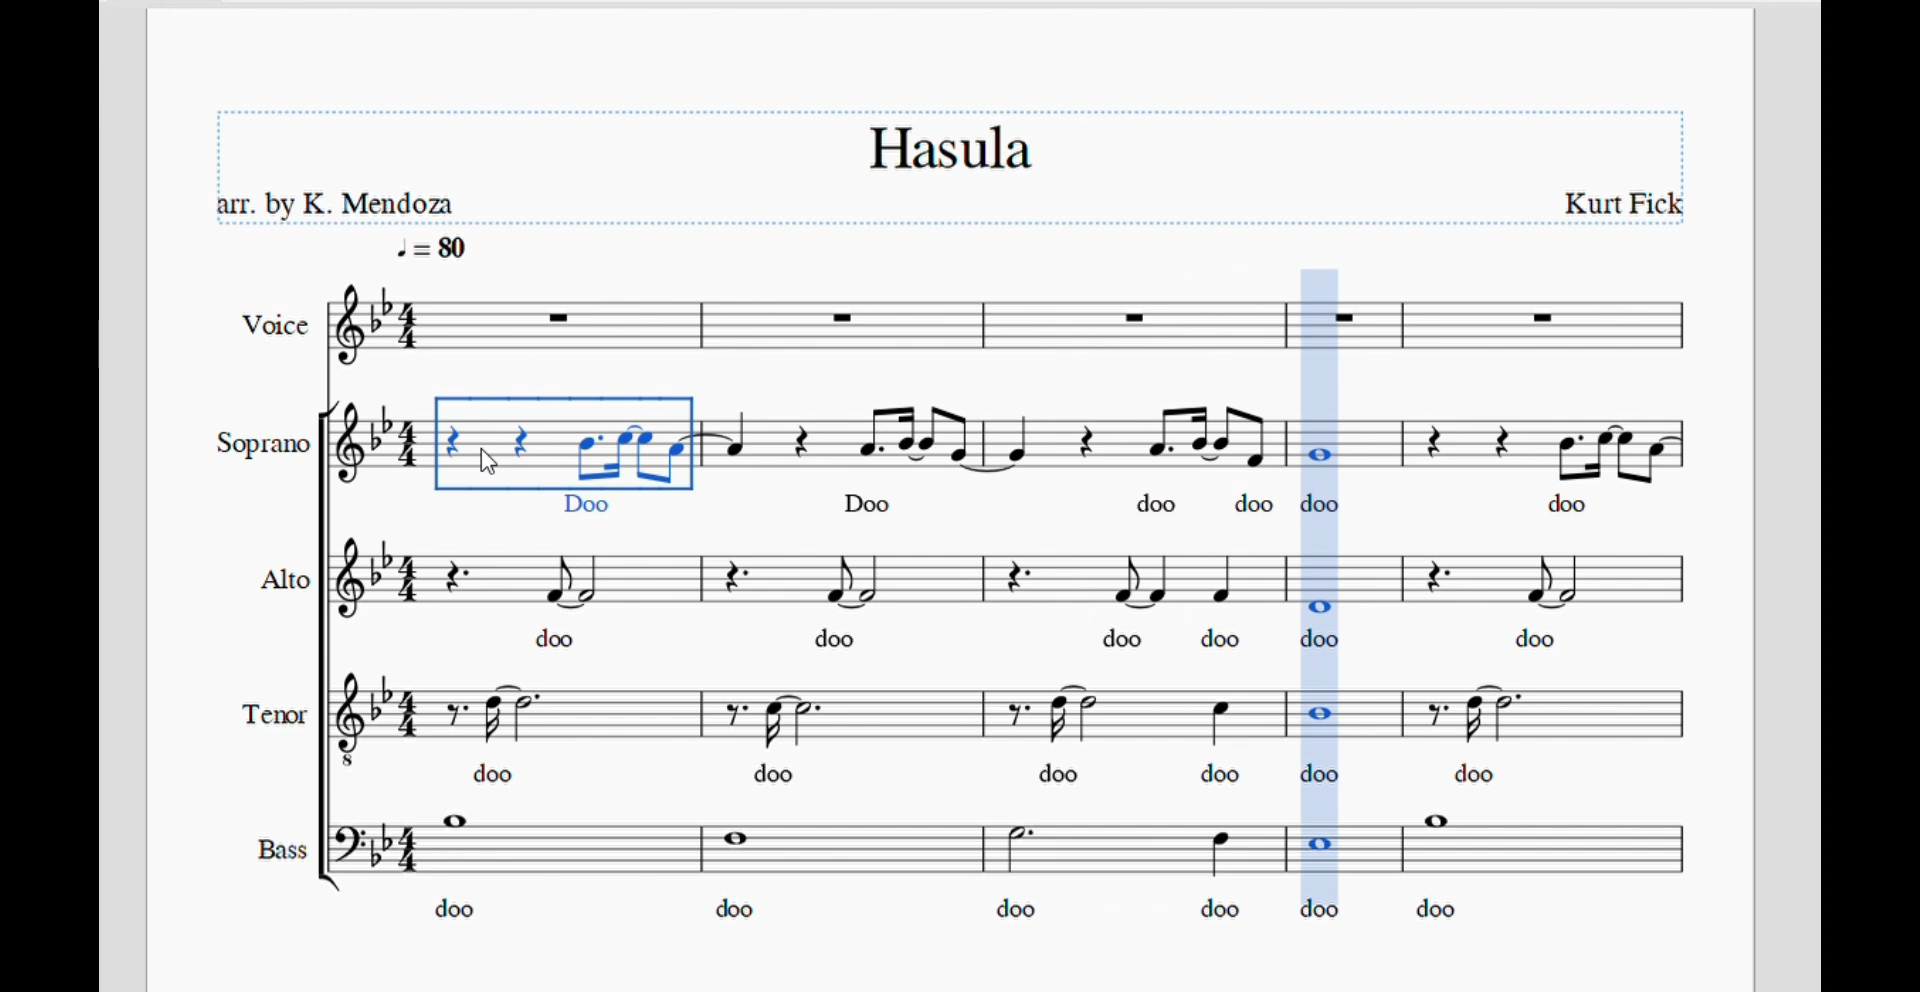 Hasula
arr. by K. Mendoza
Kurt Fick
♩ = 80
Voice
Soprano
Doo Doo doo doo doo doo
Alto
doo doo doo doo doo doo
Tenor
8
doo doo doo doo doo doo
Bass
doo doo doo doo doo doo